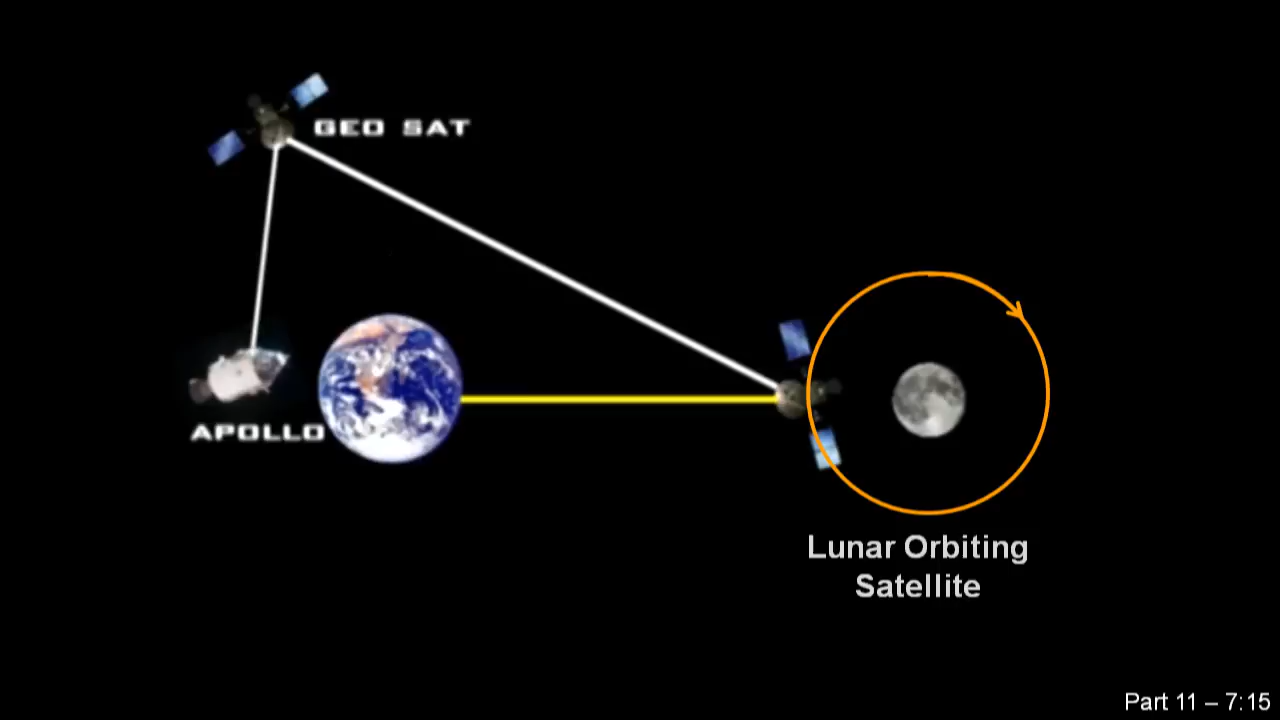 GEO SAT
APOLLO
Lunar Orbiting
Satellite
Part 11 – 7:15